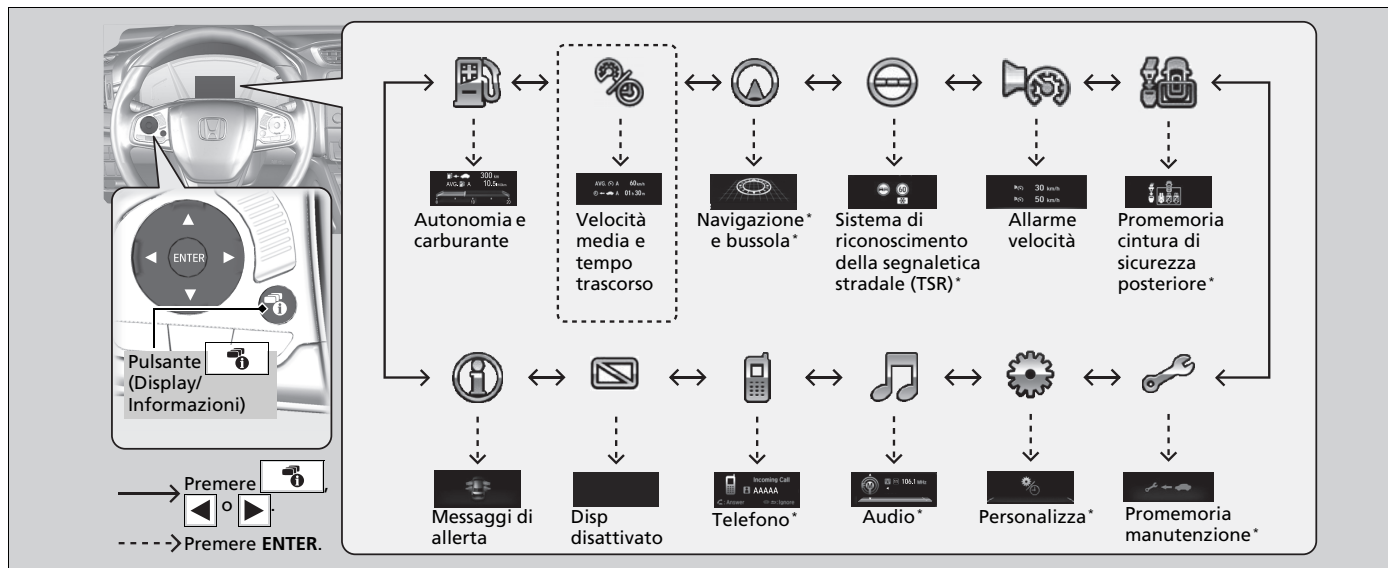 ENTER
Pulsante
(Display/
Informazioni)
Premere ,
o .
Premere ENTER.
300 km
AVG. A 10.5
Autonomia e
carburante
AVG. A 60 km/h
A 01h30m
Velocità
media e
tempo
trascorso
Navigazione*
e bussola*
60
Sistema di
riconoscimento
della segnaletica
stradale (TSR)*
30 km/h
50 km/h
Allarme
velocità
Promemoria
cintura di
sicurezza
posteriore*
Messaggi di
allerta
Disp
disattivato
Incoming Call
AAAAA
: Answer : Ignore
Telefono*
106.1 MHz
Audio*
Personalizza*
Promemoria
manutenzione*